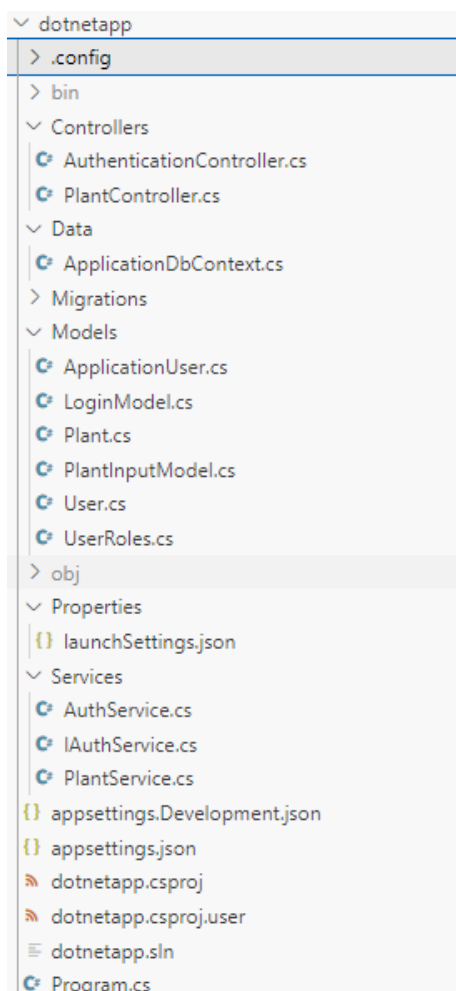 dotnetapp
.config
bin
Controllers
AuthenticationController.cs
PlantController.cs
Data
ApplicationDbContext.cs
Migrations
Models
ApplicationUser.cs
LoginModel.cs
Plant.cs
PlantInputModel.cs
User.cs
UserRoles.cs
obj
Properties
launchSettings.json
Services
AuthService.cs
IAuthService.cs
PlantService.cs
appsettings.Development.json
appsettings.json
dotnetapp.csproj
dotnetapp.csproj.user
dotnetapp.sln
Program.cs